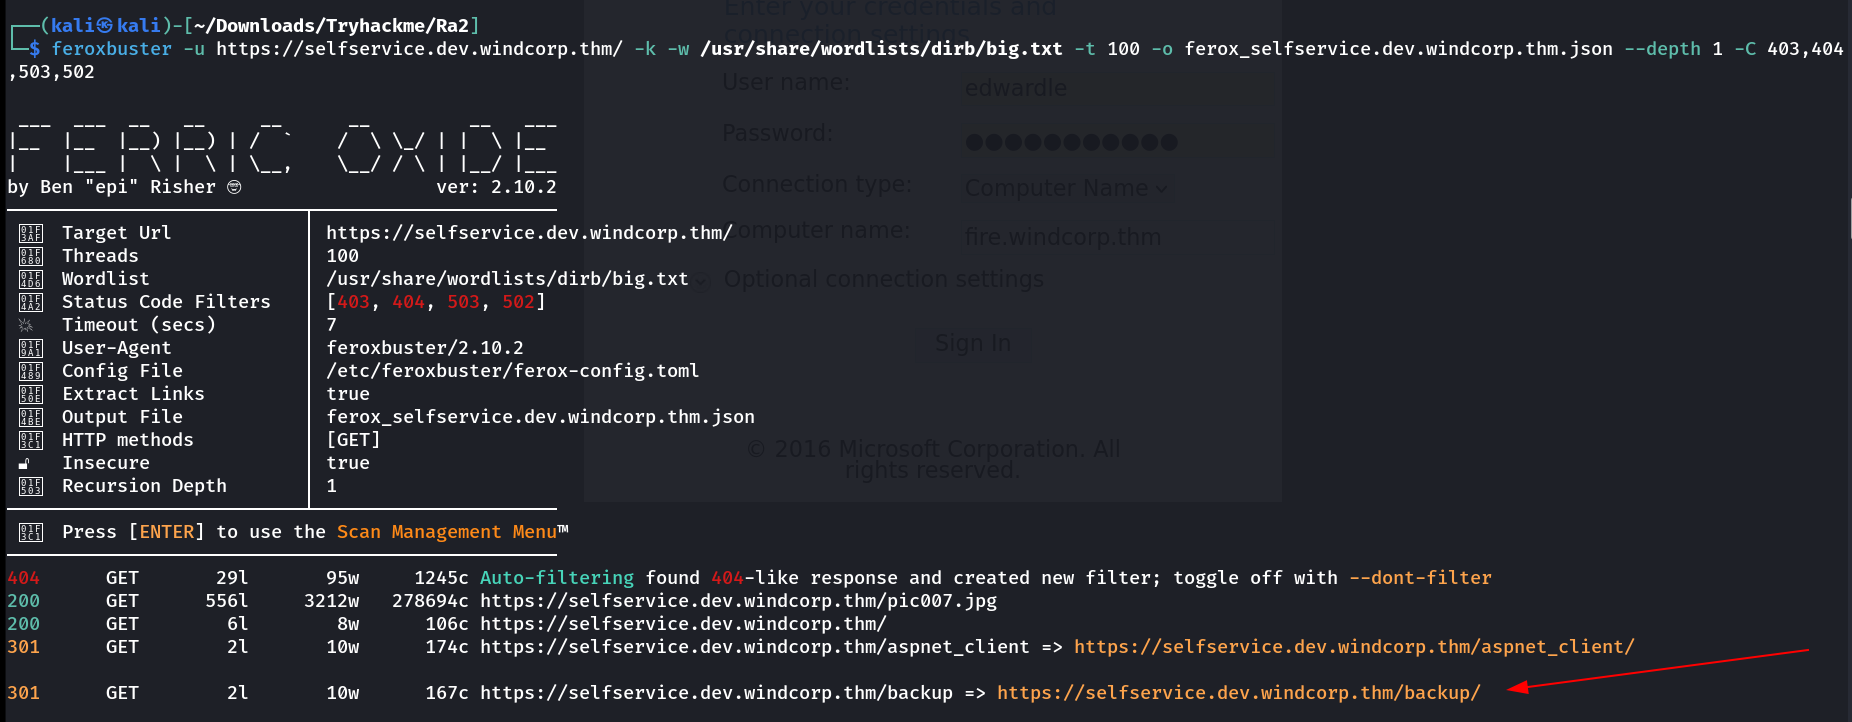 ┌──(kali㉿kali)-[~/Downloads/Tryhackme/Ra2]
└─$ feroxbuster -u https://selfservice.dev.windcorp.thm/ -k -w /usr/share/wordlists/dirb/big.txt -t 100 -o ferox_selfservice.dev.windcorp.thm.json --depth 1 -C 403,404
,503,502
Enter your credentials and
connection settings
User name: edwardle
Password: ●●●●●●●●●●●
Connection type: Computer Name
Computer name: fire.windcorp.thm
Optional connection settings
Sign In
© 2016 Microsoft Corporation. All
rights reserved.
FERRIC OXIDE
by Ben "epi" Risher 🤓 ver: 2.10.2
Target Url https://selfservice.dev.windcorp.thm/
Threads 100
Wordlist /usr/share/wordlists/dirb/big.txt
Status Code Filters [403, 404, 503, 502]
Timeout (secs) 7
User-Agent feroxbuster/2.10.2
Config File /etc/feroxbuster/ferox-config.toml
Extract Links true
Output File ferox_selfservice.dev.windcorp.thm.json
HTTP methods [GET]
Insecure true
Recursion Depth 1
Press [ENTER] to use the Scan Management Menu™
404 GET 29l 95w 1245c Auto-filtering found 404-like response and created new filter; toggle off with --dont-filter
200 GET 556l 3212w 278694c https://selfservice.dev.windcorp.thm/pic007.jpg
200 GET 6l 8w 106c https://selfservice.dev.windcorp.thm/
301 GET 2l 10w 174c https://selfservice.dev.windcorp.thm/aspnet_client => https://selfservice.dev.windcorp.thm/aspnet_client/
301 GET 2l 10w 167c https://selfservice.dev.windcorp.thm/backup => https://selfservice.dev.windcorp.thm/backup/